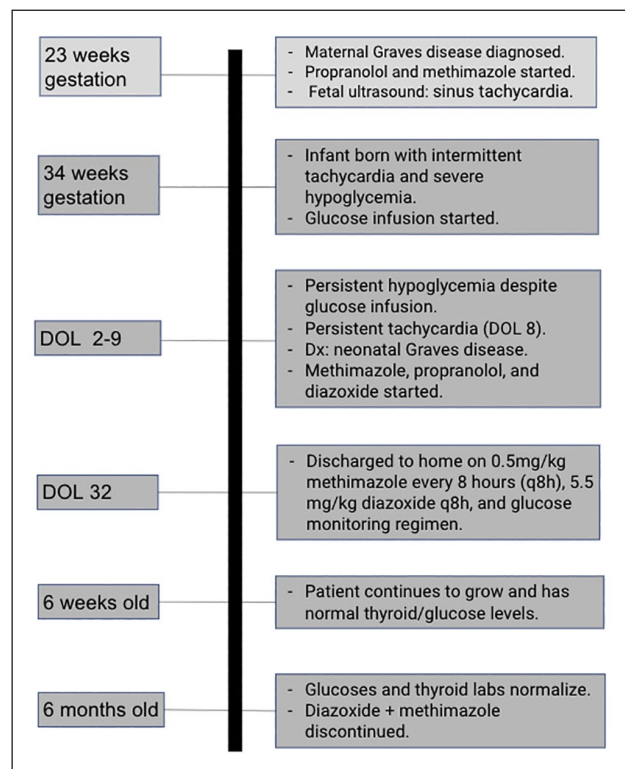 23 weeks
gestation
- Maternal Graves disease diagnosed.
- Propranolol and methimazole started.
- Fetal ultrasound: sinus tachycardia.
34 weeks
gestation
- Infant born with intermittent
tachycardia and severe
hypoglycemia.
- Glucose infusion started.
DOL 2-9
- Persistent hypoglycemia despite
glucose infusion.
- Persistent tachycardia (DOL 8).
- Dx: neonatal Graves disease.
- Methimazole, propranolol, and
diazoxide started.
DOL 32
- Discharged to home on 0.5mg/kg
methimazole every 8 hours (q8h), 5.5
mg/kg diazoxide q8h, and glucose
monitoring regimen.
6 weeks old
- Patient continues to grow and has
normal thyroid/glucose levels.
6 months old
- Glucoses and thyroid labs normalize.
- Diazoxide + methimazole
discontinued.